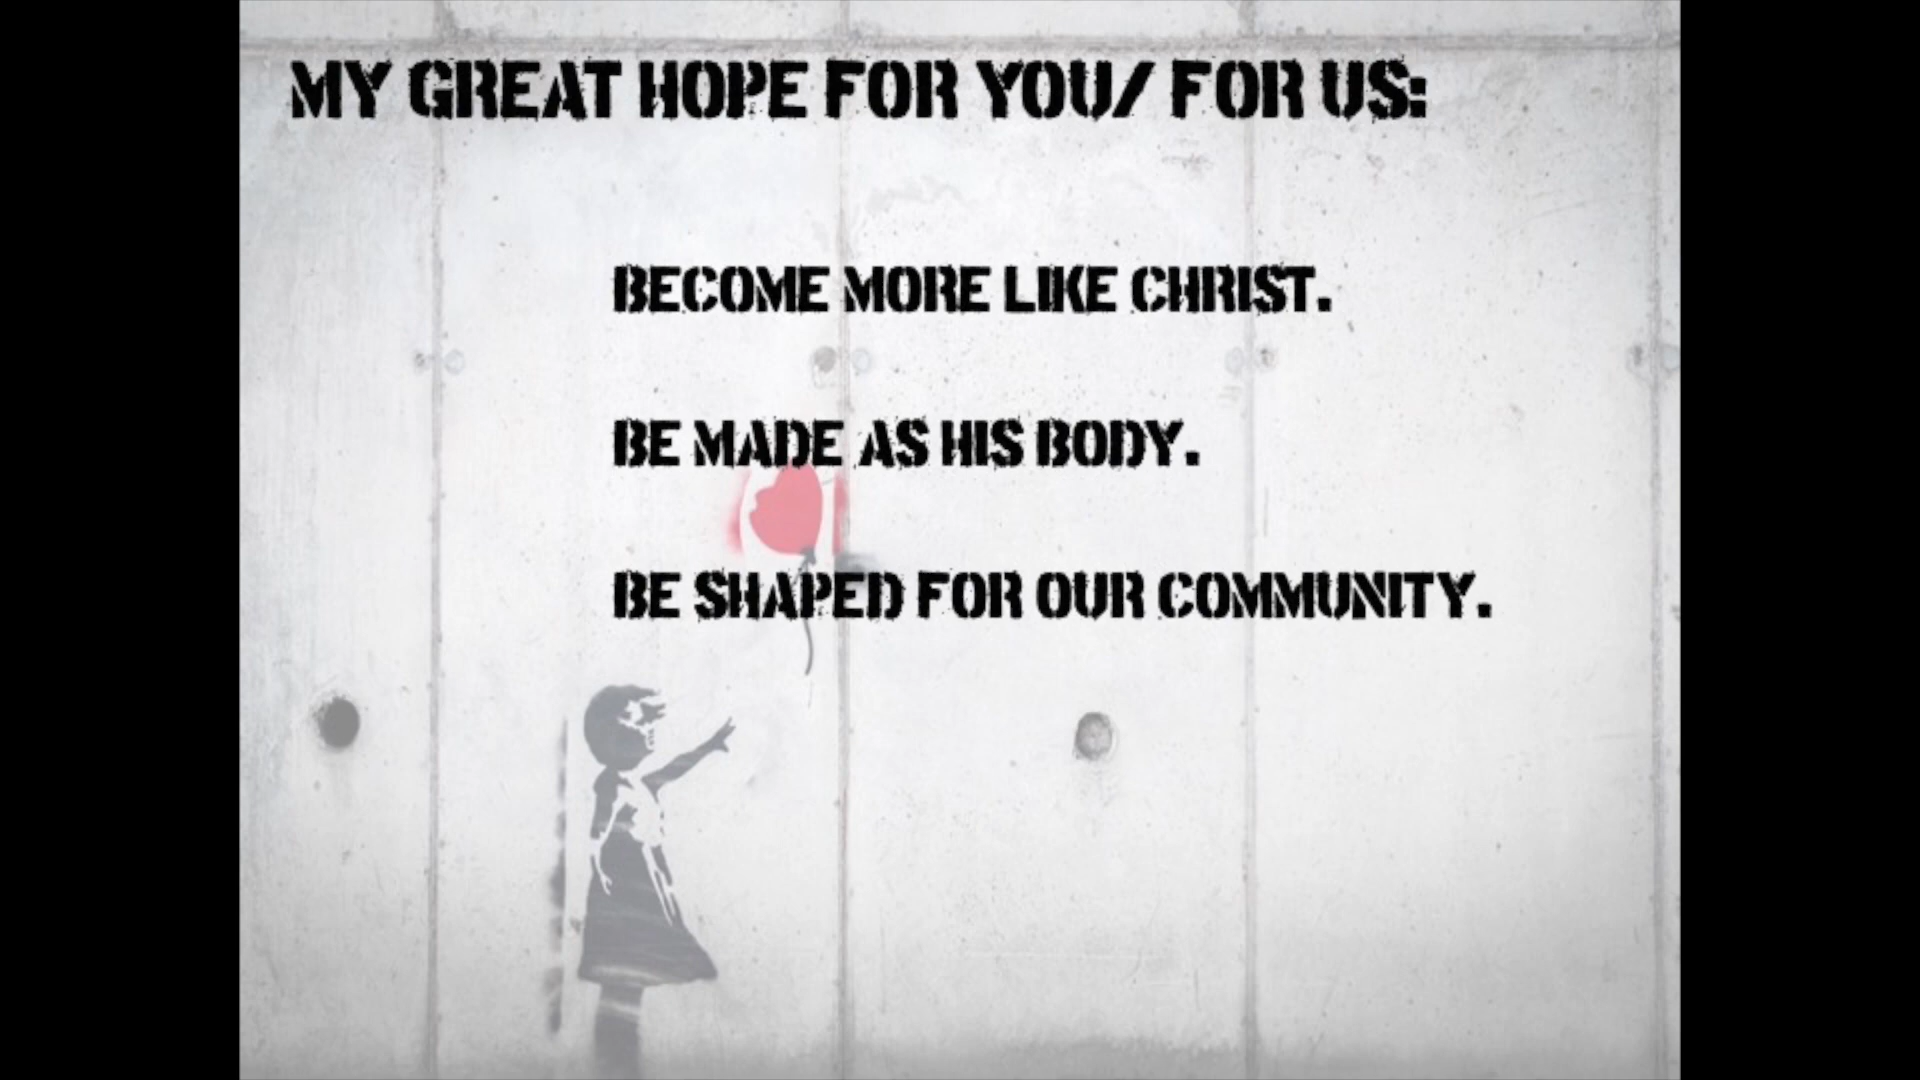 MY GREAT HOPE FOR YOU/ FOR US:
BECOME MORE LIKE CHRIST.
BE MADE AS HIS BODY.
BE SHAPED FOR OUR COMMUNITY.